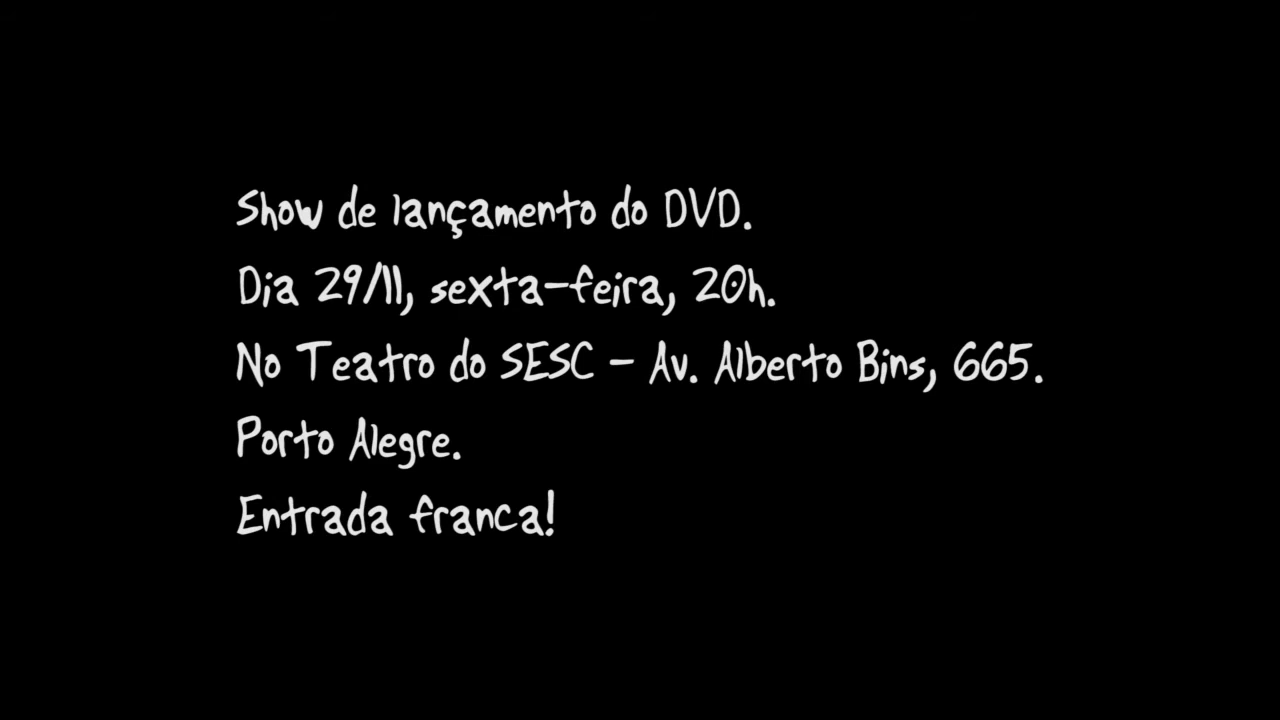 Show de lançamento do DVD.
Dia 29/11, sexta-feira, 20h.
No Teatro do SESC - Av. Alberto Bins, 665.
Porto Alegre.
Entrada franca!